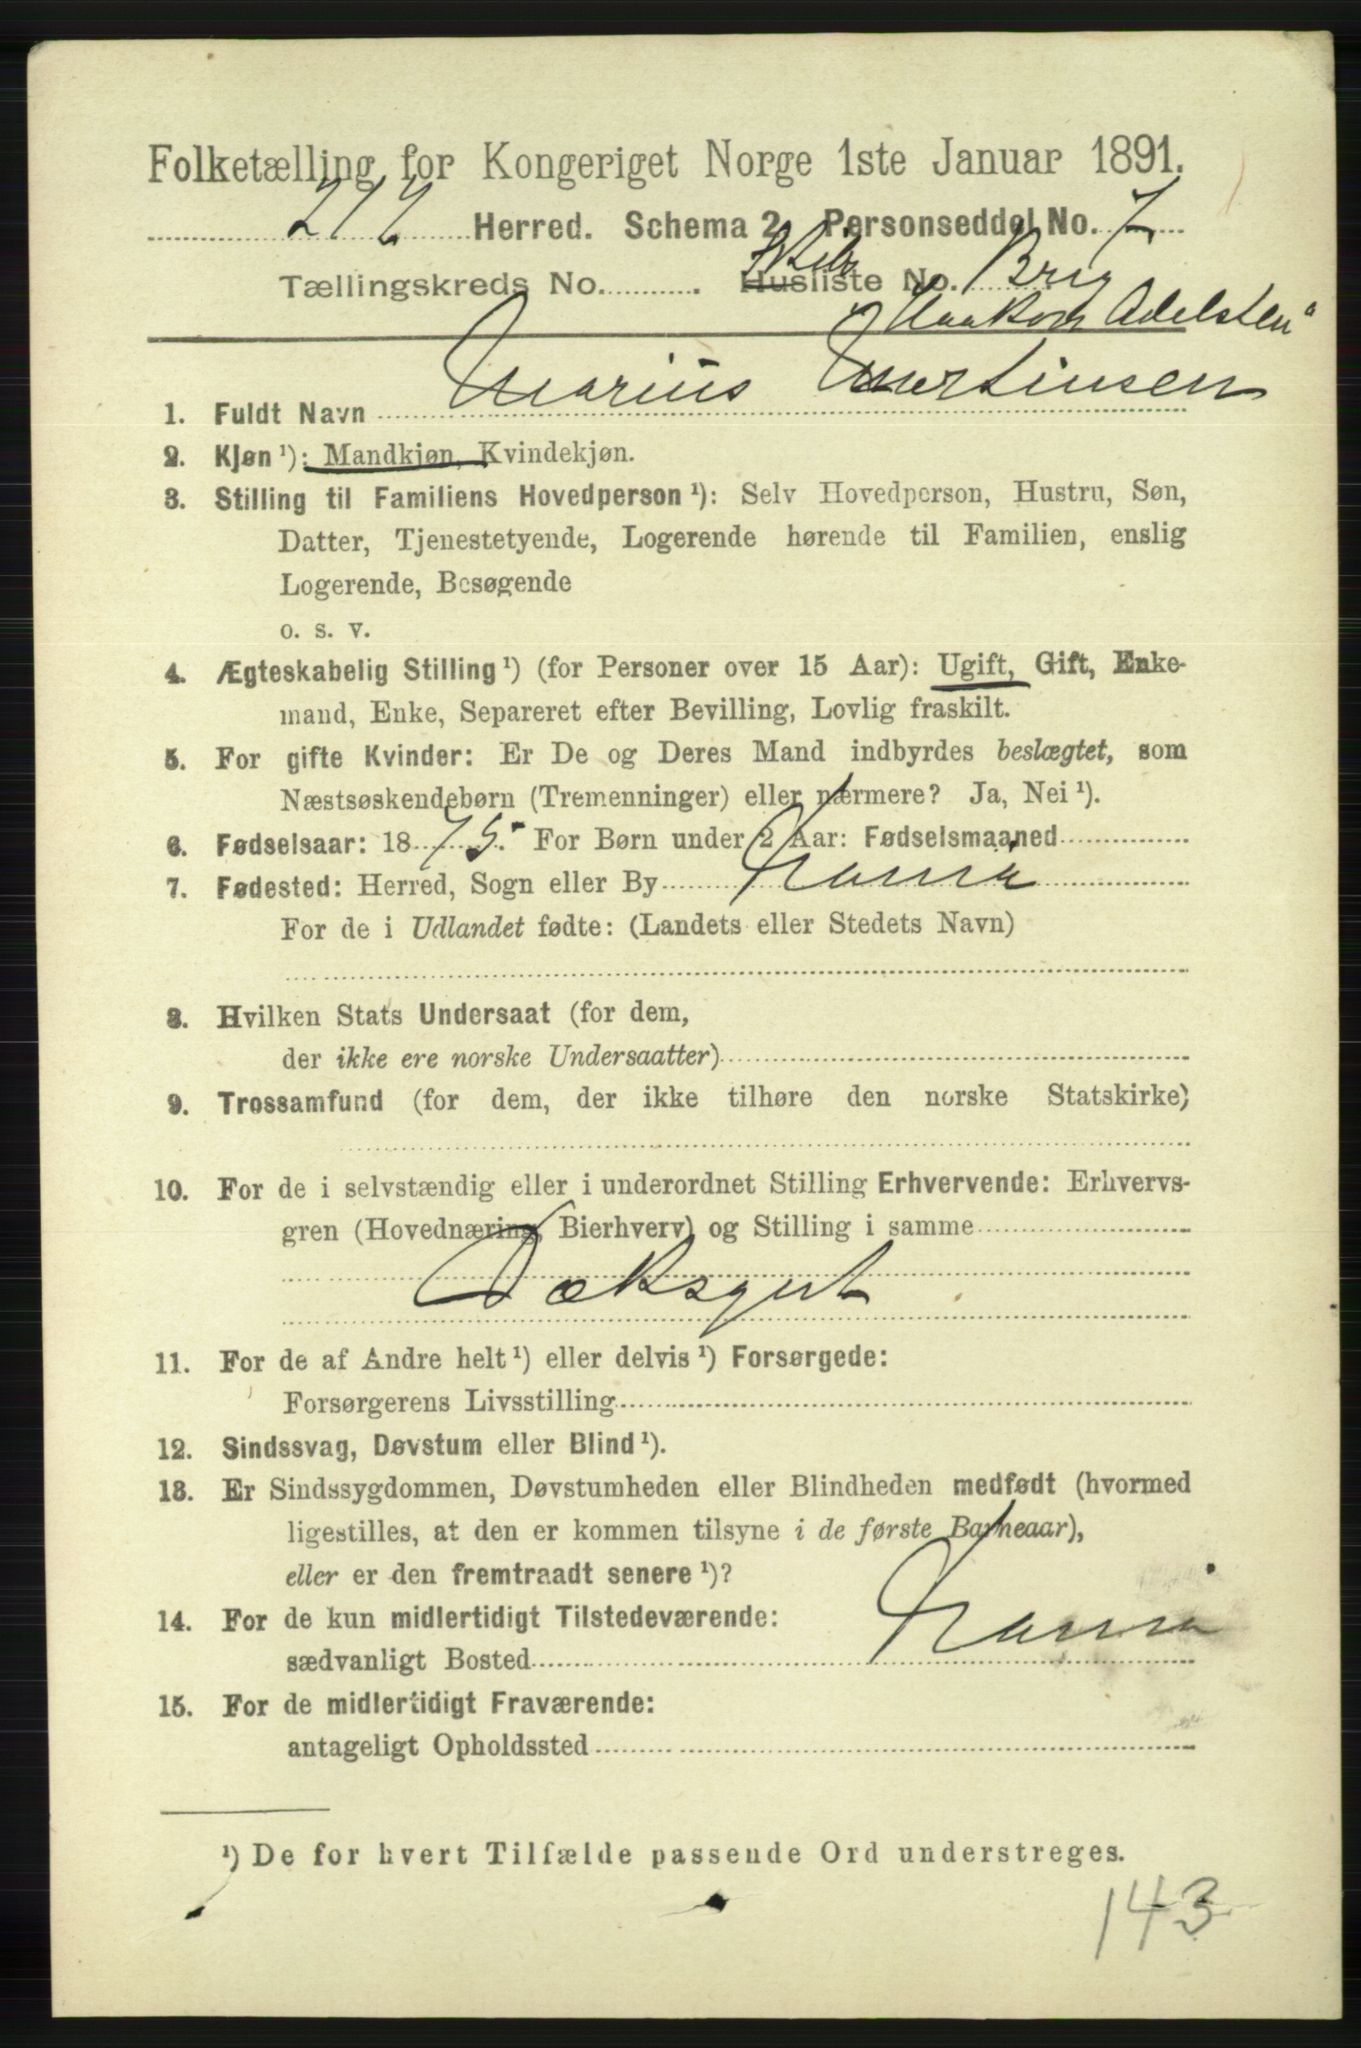 Folketælling for Kongeriget Norge 1ste Januar 1891.
Herred. Schema 2. Personseddel No. 7
Tællingskreds No. ......... Husliste No. Brig
"Haakon Adelsten"
1. Fuldt Navn Marius Martinsen
2. Kjøn ¹): Mandkjøn, Kvindekjøn.
3. Stilling til Familiens Hovedperson ¹): Selv Hovedperson, Hustru, Søn,
Datter, Tjenestetyende, Logerende hørende til Familien, enslig
Logerende, Besøgende
o. s. v.
4. Ægteskabelig Stilling ¹) (for Personer over 15 Aar): Ugift, Gift, Enke-
mand, Enke, Separeret efter Bevilling, Lovlig fraskilt.
5. For gifte Kvinder: Er De og Deres Mand indbyrdes beslægtet, som
Næstsøskendebørn (Tremenninger) eller nærmere? Ja, Nei ¹).
6. Fødselsaar: 1875. For Børn under 2 Aar: Fødselsmaaned
7. Fødested: Herred, Sogn eller By
For de i Udlandet fødte: (Landets eller Stedets Navn)
8. Hvilken Stats Undersaat (for dem,
der ikke ere norske Undersaatter)
9. Trossamfund (for dem, der ikke tilhøre den norske Statskirke)
10. For de i selvstændig eller i underordnet Stilling Erhvervende: Erhvervs-
gren (Hovednæring, Bierhverv) og Stilling i samme
Dæksgut
11. For de af Andre helt ¹) eller delvis ¹) Forsørgede:
Forsørgerens Livsstilling
12. Sindssvag, Døvstum eller Blind ¹).
13. Er Sindssygdommen, Døvstumheden eller Blindheden medfødt (hvormed
ligestilles, at den er kommen tilsyne i de første Barneaar),
eller er den fremtraadt senere ¹)?
14. For de kun midlertidigt Tilstedeværende:
sædvanligt Bosted
15. For de midlertidigt Fraværende:
antageligt Opholdssted
¹) De for hvert Tilfælde passende Ord understreges.
143